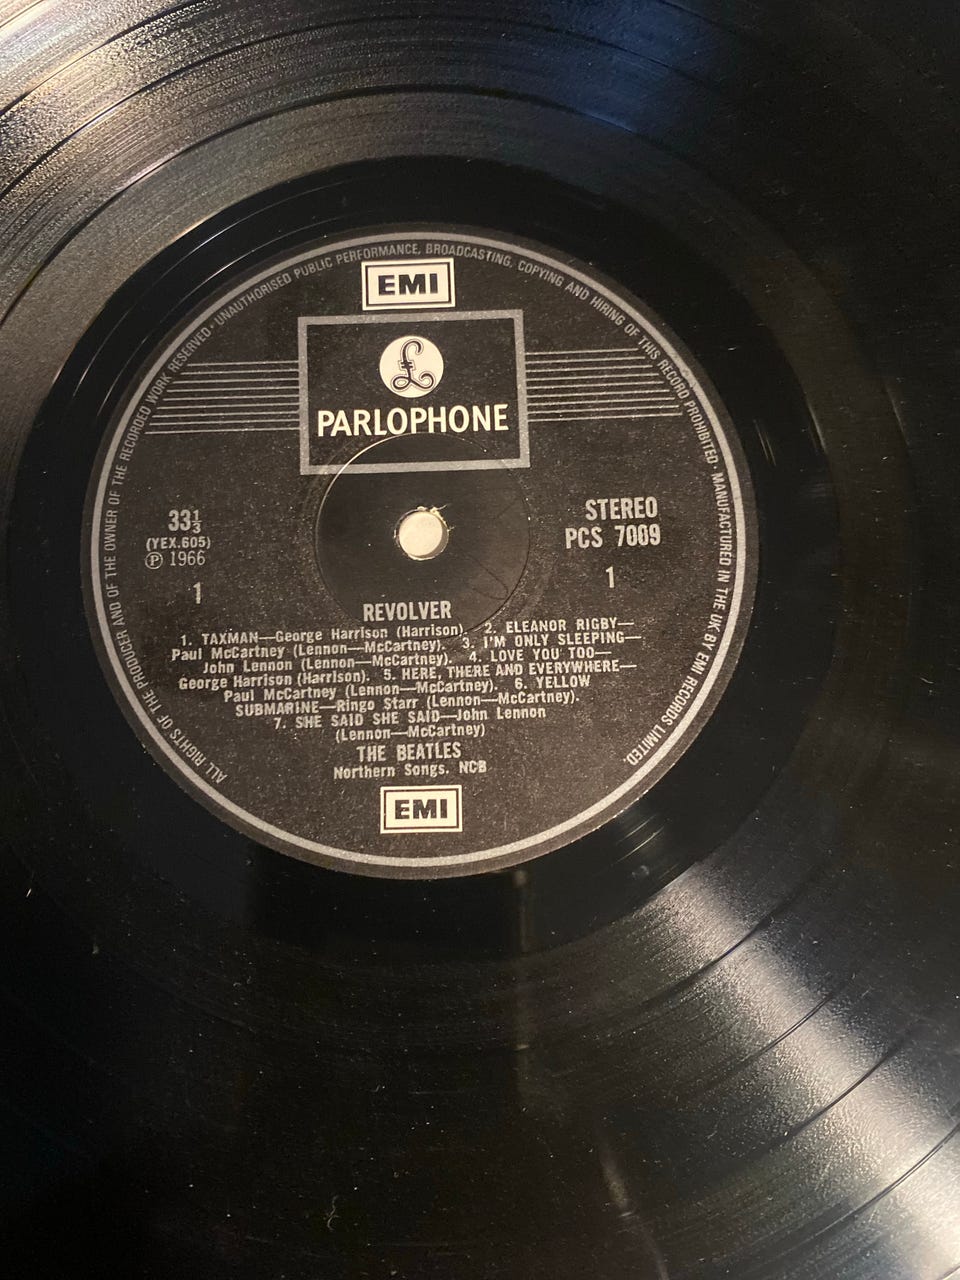 ALL RIGHTS OF THE PRODUCER AND OF THE OWNER OF THE RECORDED WORK RESERVED · UNAUTHORISED PUBLIC PERFORMANCE, BROADCASTING, COPYING AND HIRING OF THIS RECORD PROHIBITED · MANUFACTURED IN THE UK BY EMI RECORDS LIMITED.
EMI
£
PARLOPHONE
33⅓
(YEX.605)
Ⓟ 1966
1
STEREO
PCS 7009
1
REVOLVER
1. TAXMAN—George Harrison (Harrison). 2. ELEANOR RIGBY—
Paul McCartney (Lennon—McCartney). 3. I'M ONLY SLEEPING—
John Lennon (Lennon—McCartney). 4. LOVE YOU TOO—
George Harrison (Harrison). 5. HERE, THERE AND EVERYWHERE—
Paul McCartney (Lennon—McCartney). 6. YELLOW
SUBMARINE—Ringo Starr (Lennon—McCartney).
7. SHE SAID SHE SAID—John Lennon
(Lennon—McCartney)
THE BEATLES
Northern Songs. NCB
EMI